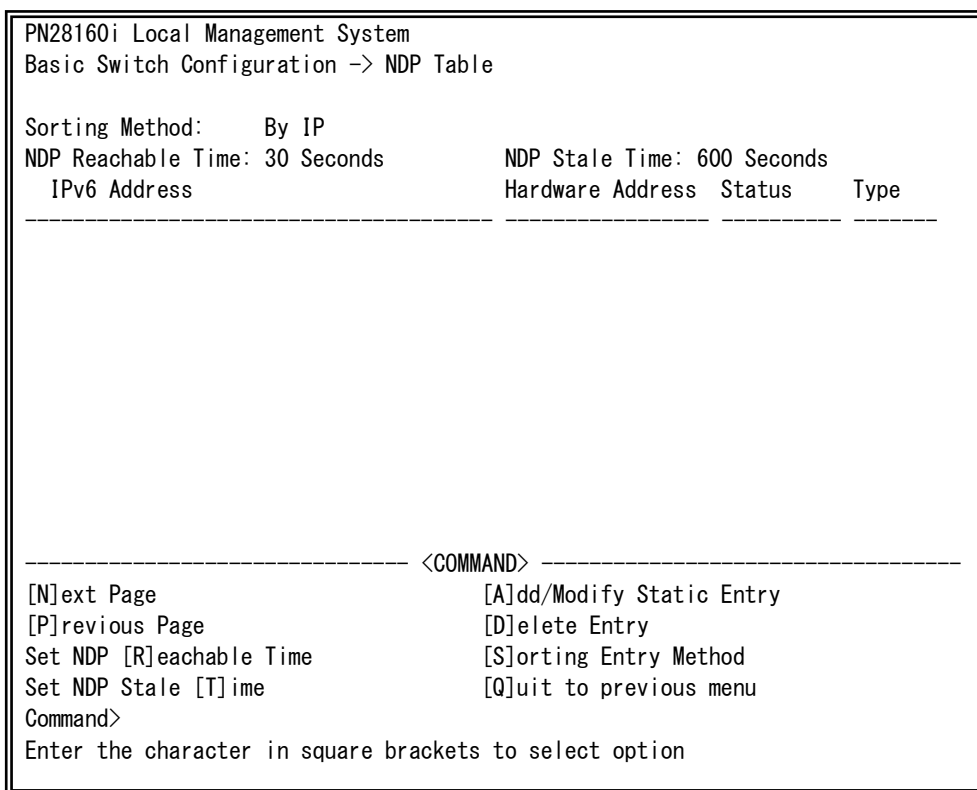 PN28160i Local Management System
Basic Switch Configuration -> NDP Table
Sorting Method:     By IP
NDP Reachable Time: 30 Seconds          NDP Stale Time: 600 Seconds
  IPv6 Address                          Hardware Address  Status     Type
--------------------------------------- ----------------- ---------- -------
-------------------------------- <COMMAND> -----------------------------------
[N]ext Page                           [A]dd/Modify Static Entry
[P]revious Page                       [D]elete Entry
Set NDP [R]eachable Time              [S]orting Entry Method
Set NDP Stale [T]ime                  [Q]uit to previous menu
Command>
Enter the character in square brackets to select option